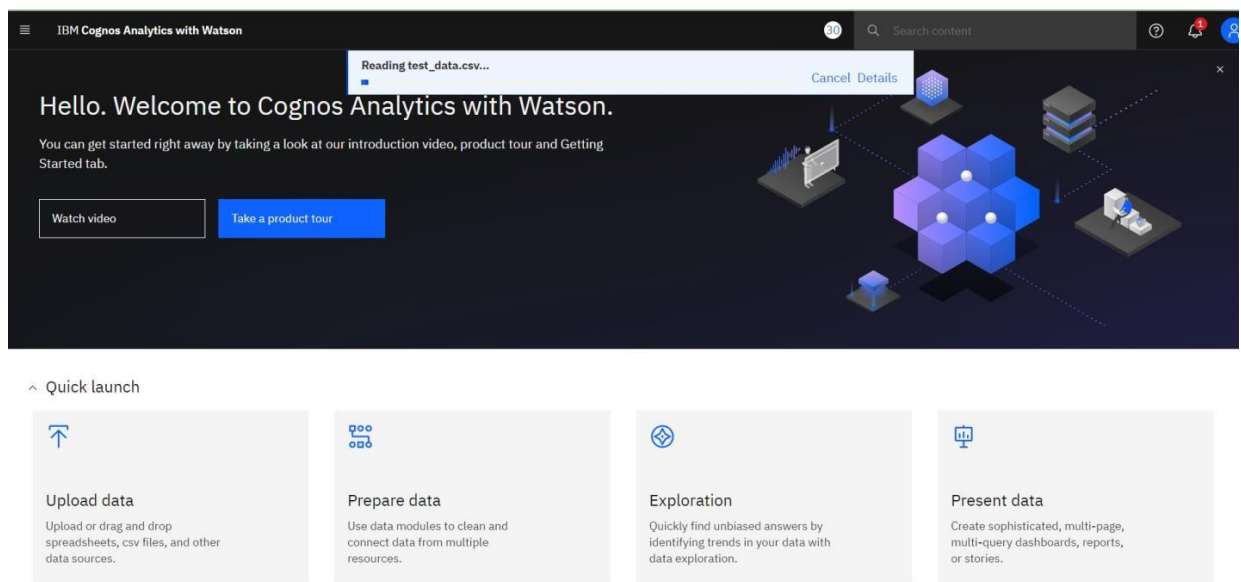 IBM Cognos Analytics with Watson
30
Search content
1
Reading test_data.csv...
Cancel Details
Hello. Welcome to Cognos Analytics with Watson.
You can get started right away by taking a look at our introduction video, product tour and Getting
Started tab.
Watch video
Take a product tour
Quick launch
Upload data
Upload or drag and drop
spreadsheets, csv files, and other
data sources.
Prepare data
Use data modules to clean and
connect data from multiple
resources.
Exploration
Quickly find unbiased answers by
identifying trends in your data with
data exploration.
Present data
Create sophisticated, multi-page,
multi-query dashboards, reports,
or stories.